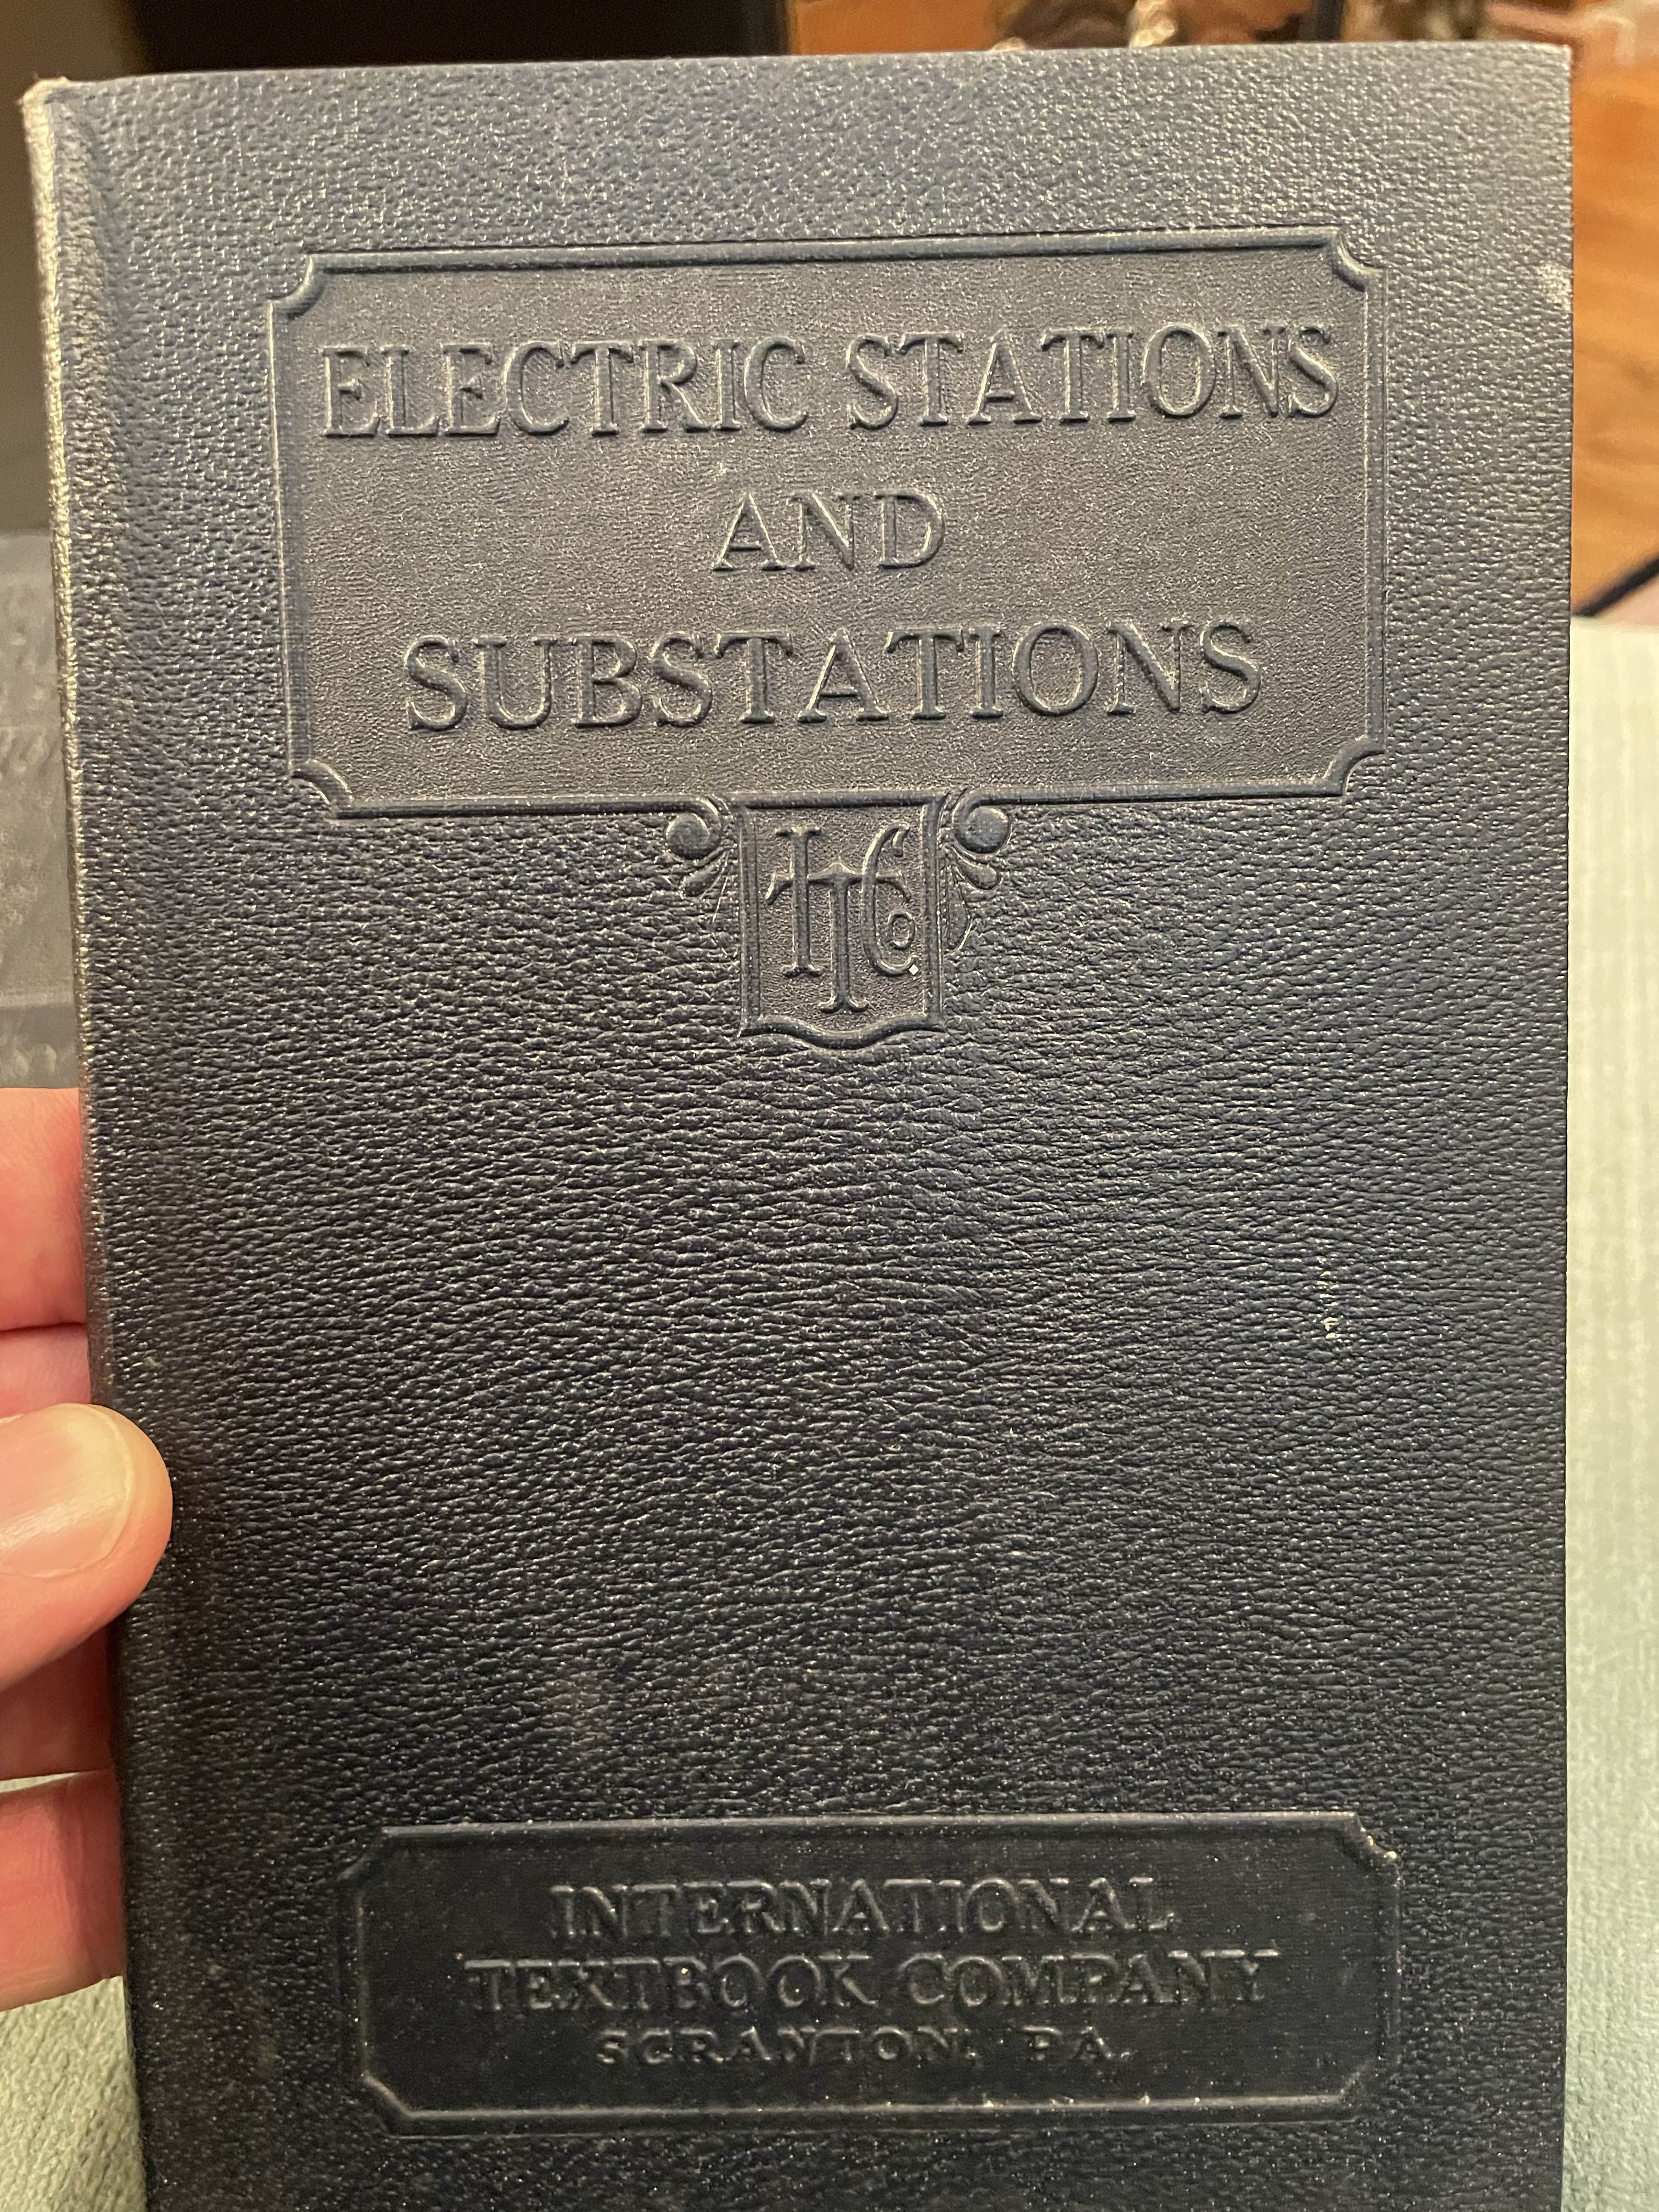 ELECTRIC STATIONS
AND
SUBSTATIONS
ITCo.
INTERNATIONAL
TEXTBOOK COMPANY
SCRANTON, PA.